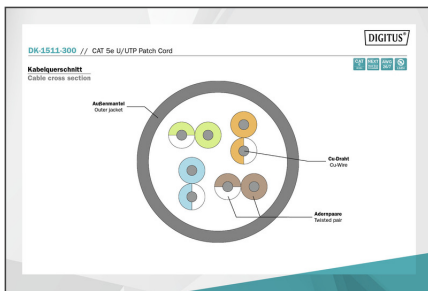 DIGITUS®
DK-1511-300 // CAT 5e U/UTP Patch Cord
Kabelquerschnitt
Cable cross section
Außenmantel
Outer jacket
Cu-Draht
Cu-Wire
Adernpaare
Twisted pair